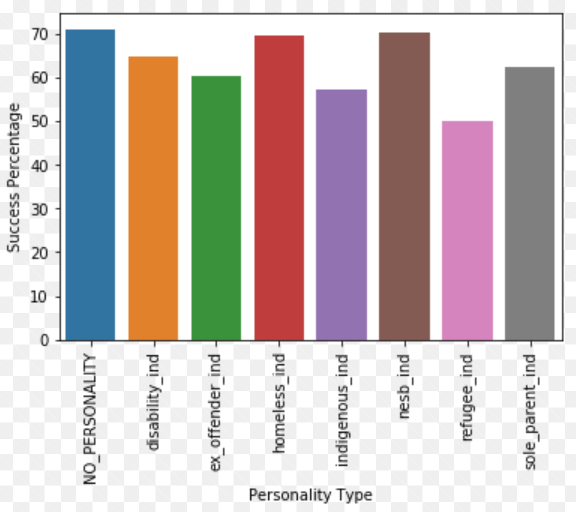 Success Percentage
70
60
50
40
30
20
10
0
NO_PERSONALITY
disability_ind
ex_offender_ind
homeless_ind
indigenous_ind
nesb_ind
refugee_ind
sole_parent_ind
Personality Type